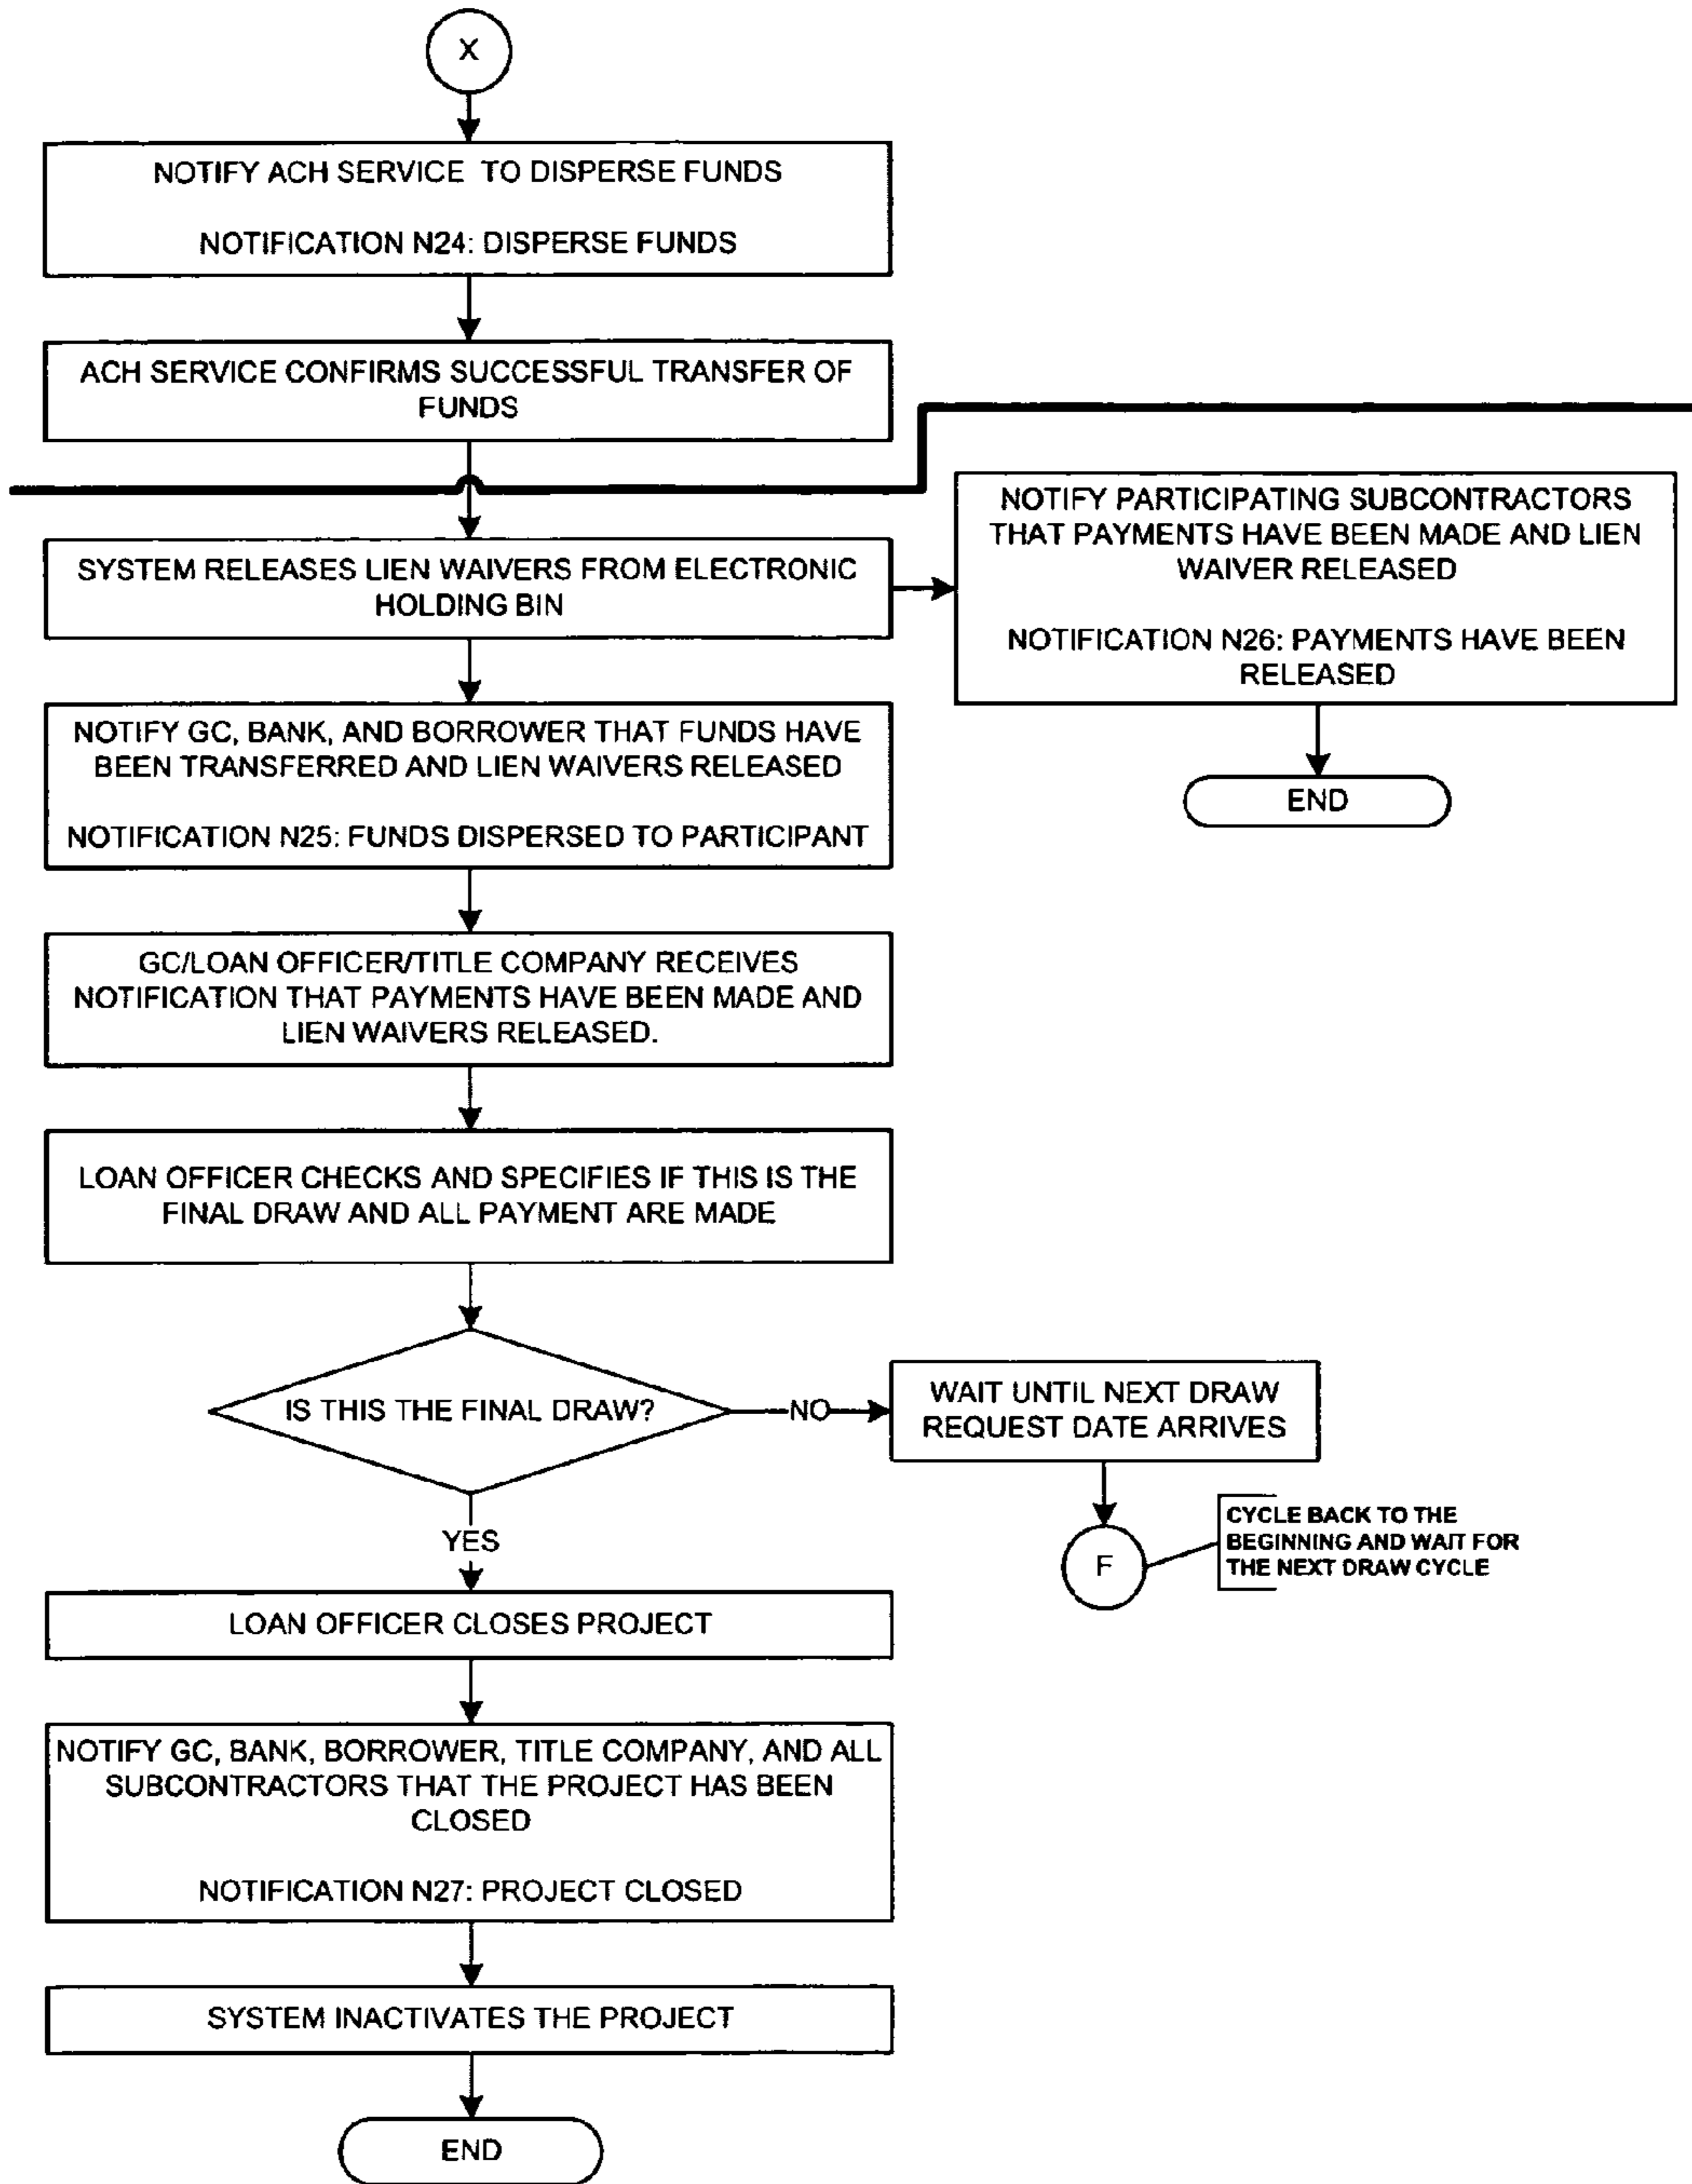 X
NOTIFY ACH SERVICE TO DISPERSE FUNDS
NOTIFICATION N24: DISPERSE FUNDS
ACH SERVICE CONFIRMS SUCCESSFUL TRANSFER OF
FUNDS
SYSTEM RELEASES LIEN WAIVERS FROM ELECTRONIC
HOLDING BIN
NOTIFY PARTICIPATING SUBCONTRACTORS
THAT PAYMENTS HAVE BEEN MADE AND LIEN
WAIVER RELEASED
NOTIFICATION N26: PAYMENTS HAVE BEEN
RELEASED
END
NOTIFY GC, BANK, AND BORROWER THAT FUNDS HAVE
BEEN TRANSFERRED AND LIEN WAIVERS RELEASED
NOTIFICATION N25: FUNDS DISPERSED TO PARTICIPANT
GC/LOAN OFFICER/TITLE COMPANY RECEIVES
NOTIFICATION THAT PAYMENTS HAVE BEEN MADE AND
LIEN WAIVERS RELEASED.
LOAN OFFICER CHECKS AND SPECIFIES IF THIS IS THE
FINAL DRAW AND ALL PAYMENT ARE MADE
IS THIS THE FINAL DRAW?
NO
WAIT UNTIL NEXT DRAW
REQUEST DATE ARRIVES
F
CYCLE BACK TO THE
BEGINNING AND WAIT FOR
THE NEXT DRAW CYCLE
YES
LOAN OFFICER CLOSES PROJECT
NOTIFY GC, BANK, BORROWER, TITLE COMPANY, AND ALL
SUBCONTRACTORS THAT THE PROJECT HAS BEEN
CLOSED
NOTIFICATION N27: PROJECT CLOSED
SYSTEM INACTIVATES THE PROJECT
END